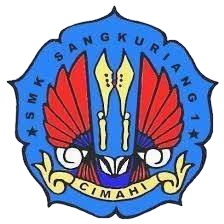 ★ SMK SANGKURIANG 1 ★
CIMAHI